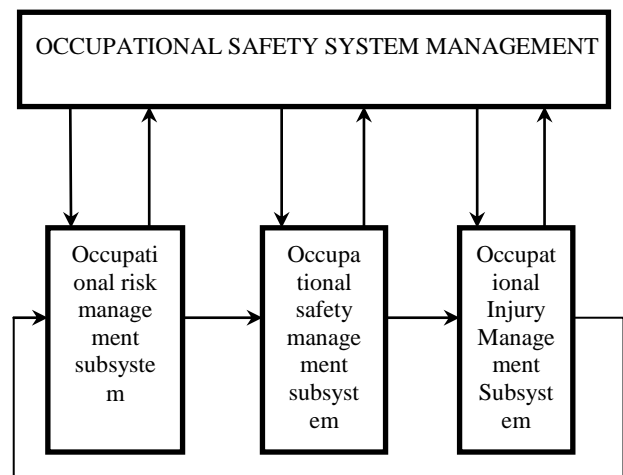 OCCUPATIONAL SAFETY SYSTEM MANAGEMENT
Occupati
onal risk
manage
ment
subsyste
m
Occupa
tional
safety
manage
ment
subsyst
em
Occupat
ional
Injury
Manage
ment
Subsyst
em